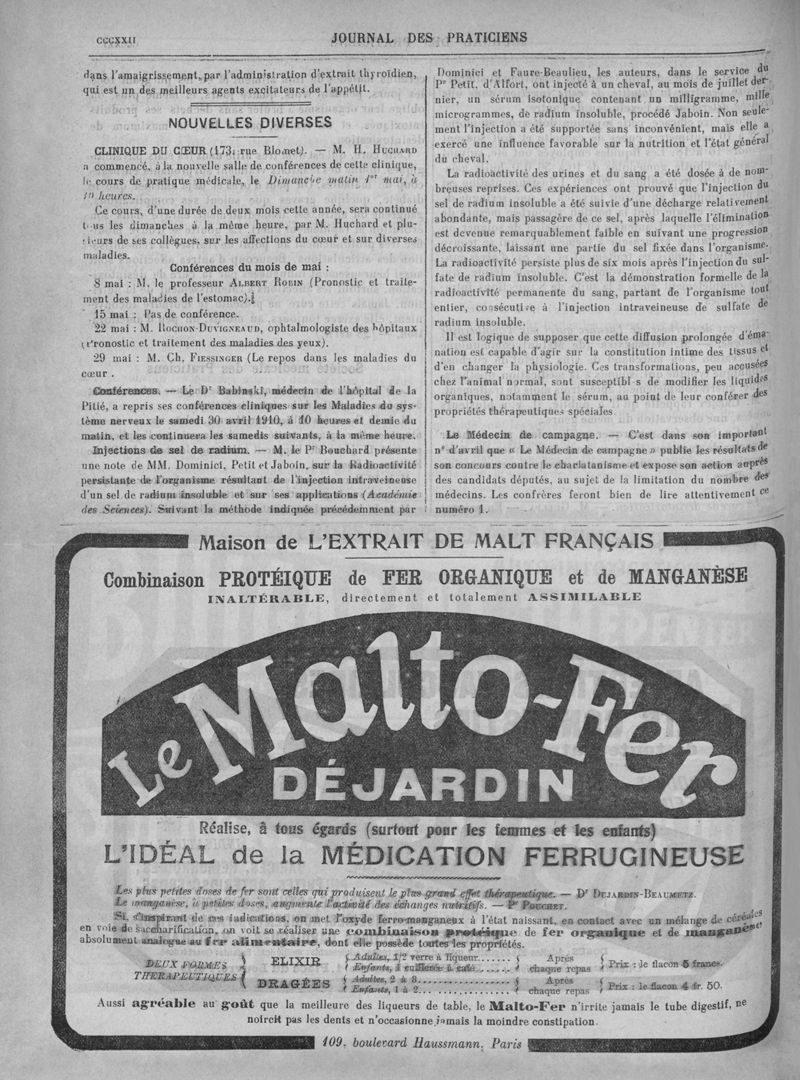 CCCXXII
JOURNAL DES PRATICIENS
dans l'amaigrissement, par l'administration d'extrait thyroïdien,
qui est un des meilleurs agents excitateurs de l'appétit.
NOUVELLES DIVERSES
CLINIQUE DU CŒUR (173, rue Blomet). — M. H. HUCHARD
a commencé, à la nouvelle salle de conférences de cette clinique,
le cours de pratique médicale, le Dimanche matin 1er mai, à
10 heures.
Ce cours, d'une durée de deux mois cette année, sera continué
tous les dimanches à la même heure, par M. Huchard et plu-
sieurs de ses collègues, sur les affections du cœur et sur diverses
maladies.
Conférences du mois de mai :
8 mai : M. le professeur ALBERT ROBIN (Pronostic et traite-
ment des maladies de l'estomac).
15 mai : Pas de conférence.
22 mai : M. ROCHON-DUVIGNEAUD, ophtalmologiste des hôpitaux
(Pronostic et traitement des maladies des yeux).
29 mai : M. CH. FIESSINGER (Le repos dans les maladies du
cœur .
Conférences. — Le Dr Babinski, médecin de l'hôpital de la
Pitié, a repris ses conférences cliniques sur les Maladies du sys-
tème nerveux le samedi 30 avril 1910, à 10 heures et demie du
matin, et les continuera les samedis suivants, à la même heure.
Injections de sel de radium. — M. le Pr Bouchard présente
une note de MM. Dominici, Petit et Jaboin, sur la Radioactivité
persistante de l'organisme résultant de l'injection intraveineuse
d'un sel de radium insoluble et sur ses applications (Académie
des Sciences). Suivant la méthode indiquée précédemment par
Dominici et Faure-Beaulieu, les auteurs, dans le service du
Pr Petit, d'Alfort, ont injecté à un cheval, au mois de juillet der-
nier, un sérum isotonique contenant un milligramme, mille
microgrammes, de radium insoluble, procédé Jaboin. Non seule-
ment l'injection a été supportée sans inconvénient, mais elle a
exercé une influence favorable sur la nutrition et l'état général
du cheval.
La radioactivité des urines et du sang a été dosée à de nom-
breuses reprises. Ces expériences ont prouvé que l'injection du
sel de radium insoluble a été suivie d'une décharge relativement
abondante, mais passagère de ce sel, après laquelle l'élimination
est devenue remarquablement faible en suivant une progression
décroissante, laissant une partie du sel fixée dans l'organisme.
La radioactivité persiste plus de six mois après l'injection du sul-
fate de radium insoluble. C'est la démonstration formelle de la
radioactivité permanente du sang, partant de l'organisme tout
entier, consécutive à l'injection intraveineuse de sulfate de
radium insoluble.
Il est logique de supposer que cette diffusion prolongée d'éma-
nation est capable d'agir sur la constitution intime des tissus et
d'en changer la physiologie. Ces transformations, peu accusées
chez l'animal normal, sont susceptibl s de modifier les liquides
organiques, notamment le sérum, au point de leur conférer des
propriétés thérapeutiques spéciales
Le Médecin de campagne. — C'est dans son important
n° d'avril que « Le Médecin de campagne » publie les résultats de
son concours contre le charlatanisme et expose son action auprès
des candidats députés, au sujet de la limitation du nombre des
médecins. Les confrères feront bien de lire attentivement ce
numéro 1.
Maison de L'EXTRAIT DE MALT FRANÇAIS
Combinaison PROTÉIQUE de FER ORGANIQUE et de MANGANÈSE
INALTÉRABLE, directement et totalement ASSIMILABLE
Le Malto-Fer
DÉJARDIN
Réalise, à tous égards (surtout pour les femmes et les enfants)
L'IDÉAL de la MÉDICATION FERRUGINEUSE
Les plus petites doses de fer sont celles qui produisent le plus grand effet thérapeutique. — Dr DUJARDIN-BEAUMETZ.
Le manganèse, à petites doses, augmente l'activité des échanges nutritifs. — Pr POUCHET.
Si, s'inspirant de ces indications, on met l'oxyde ferro-manganeux à l'état naissant, en contact avec un mélange de céréales
en voie de saccharification, on voit se réaliser une combinaison protéique de fer organique et de manganèse
absolument analogue au fer alimentaire, dont elle possède toutes les propriétés.
DEUX FORMES THÉRAPEUTIQUES
ELIXIR Adultes, 1/2 verre à liqueur....... Après chaque repas Prix : le flacon 5 francs.
Enfants, 1 cuillerée à café.......
DRAGÉES Adultes, 2 à 3................... Après chaque repas Prix : le flacon 4 fr. 50.
Enfants, 1 à 2...................
Aussi agréable au goût que la meilleure des liqueurs de table, le Malto-Fer n'irrite jamais le tube digestif, ne
noircit pas les dents et n'occasionne jamais la moindre constipation.
109, boulevard Haussmann, Paris